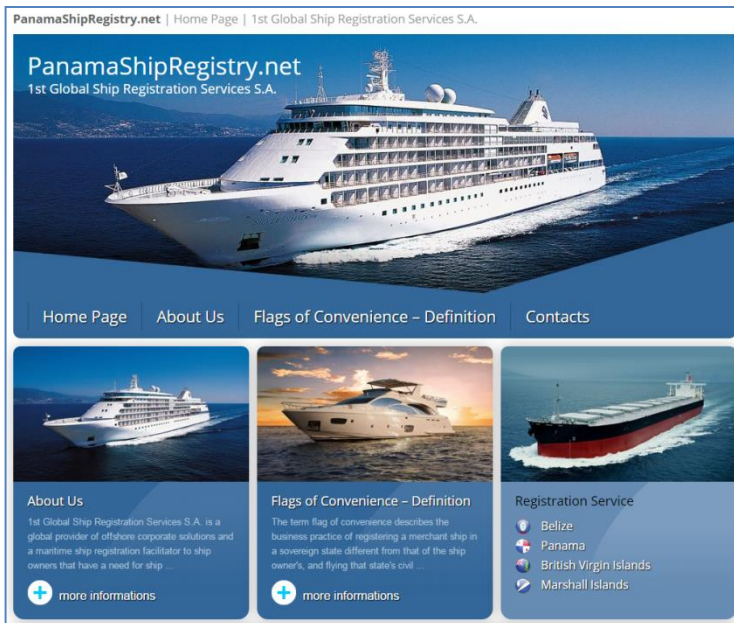 PanamaShipRegistry.net | Home Page | 1st Global Ship Registration Services S.A.
PanamaShipRegistry.net
1st Global Ship Registration Services S.A.
Home Page
About Us
Flags of Convenience – Definition
Contacts
About Us
1st Global Ship Registration Services S.A. is a
global provider of offshore corporate solutions and
a maritime ship registration facilitator to ship
owners that have a need for ship ...
more informations
Flags of Convenience – Definition
The term flag of convenience describes the
business practice of registering a merchant ship in
a sovereign state different from that of the ship
owner's, and flying that state's civil ...
more informations
Registration Service
Belize
Panama
British Virgin Islands
Marshall Islands